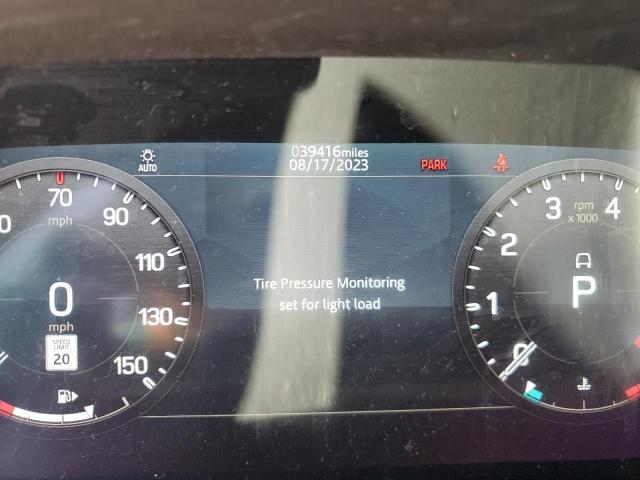 039416miles
08/17/2023
AUTO
PARK
70
mph
90
110
130
150
0
mph
SPEED
LIMIT
20
Tire Pressure Monitoring
set for light load
0
1
2
3
4
rpm
x 1000
P